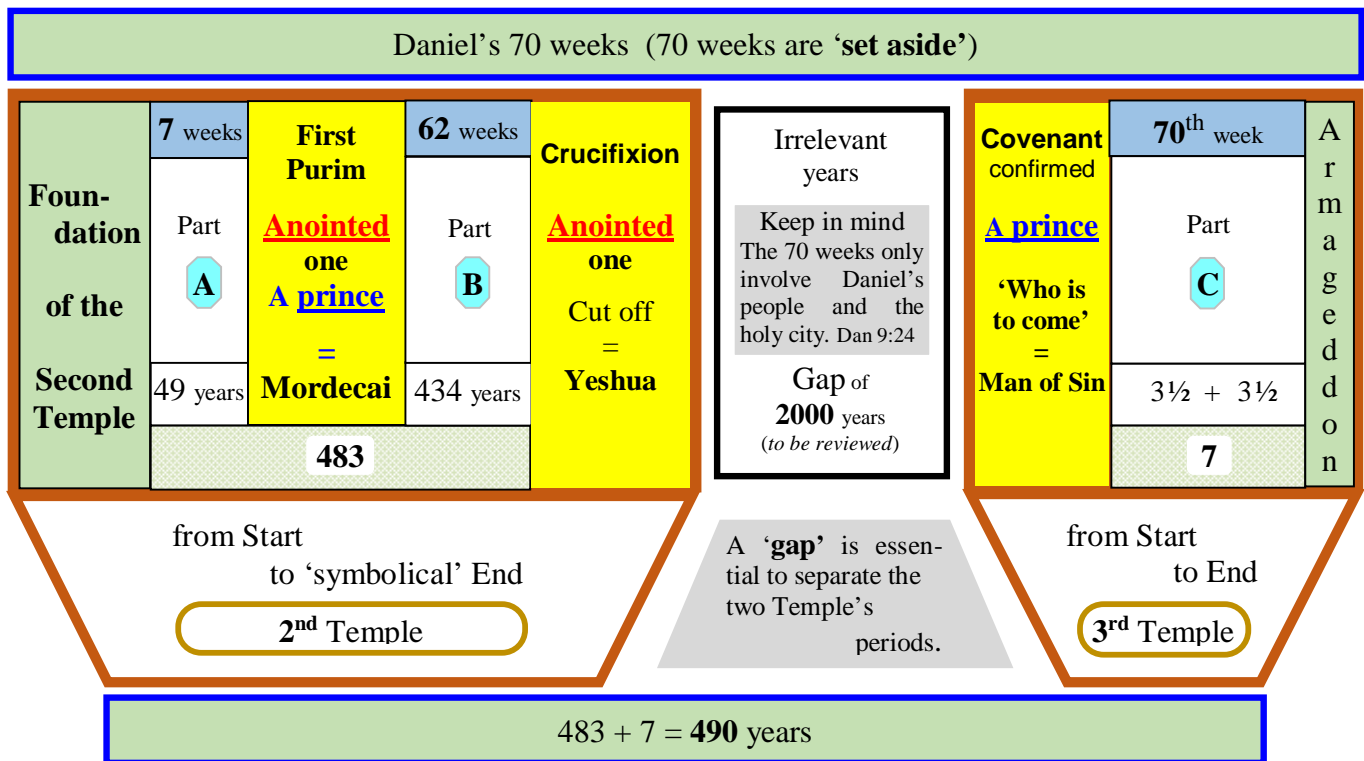 Daniel's 70 weeks (70 weeks are ‘set aside’)
Foun-
dation
of the
Second
Temple
7 weeks
Part
A
49 years
First
Purim
Anointed
one
A prince
=
Mordecai
62 weeks
Part
B
434 years
483
Crucifixion
Anointed
one
Cut off
=
Yeshua
Irrelevant
years
Keep in mind
The 70 weeks only
involve Daniel's
people and the
holy city. Dan 9:24
Gap of
2000 years
(to be reviewed)
Covenant
confirmed
A prince
‘Who is
to come’
=
Man of Sin
70th week
Part
C
3½ + 3½
7
A
r
m
a
g
e
d
d
o
n
from Start
to ‘symbolical’ End
2nd Temple
A ‘gap’ is essen-
tial to separate the
two Temple's
periods.
from Start
to End
3rd Temple
483 + 7 = 490 years